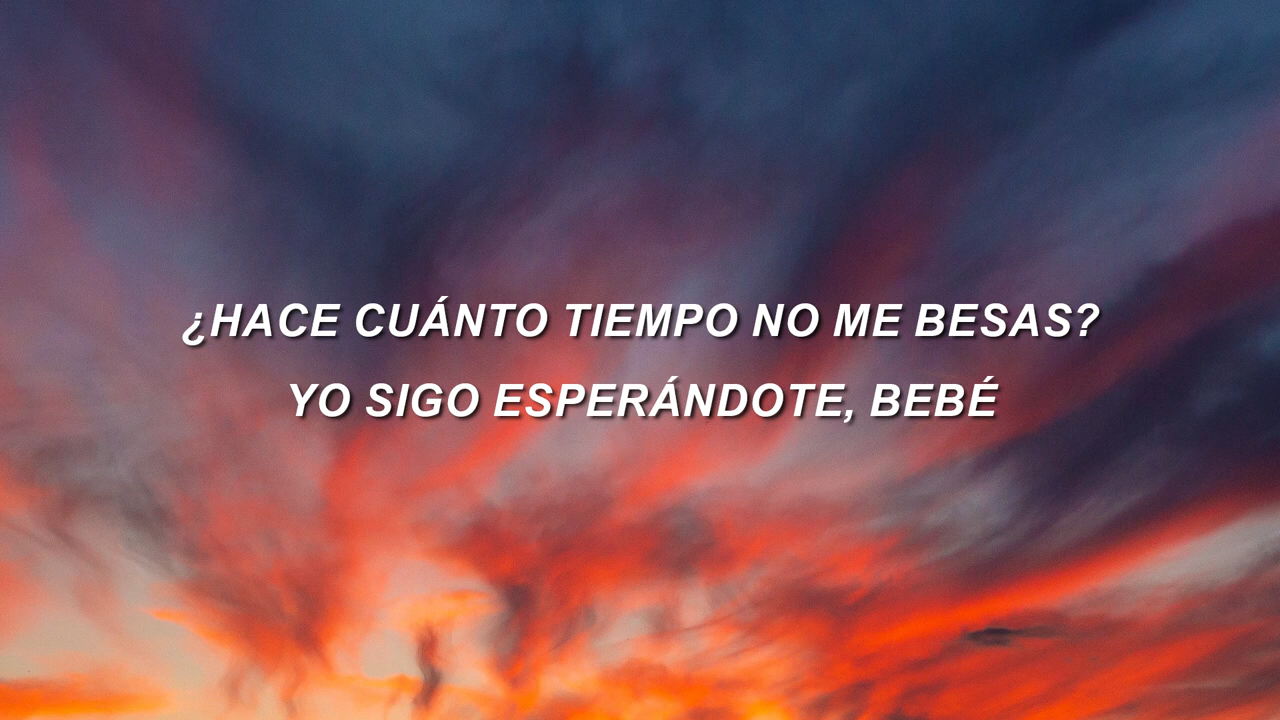 ¿HACE CUÁNTO TIEMPO NO ME BESAS?
YO SIGO ESPERÁNDOTE, BEBÉ